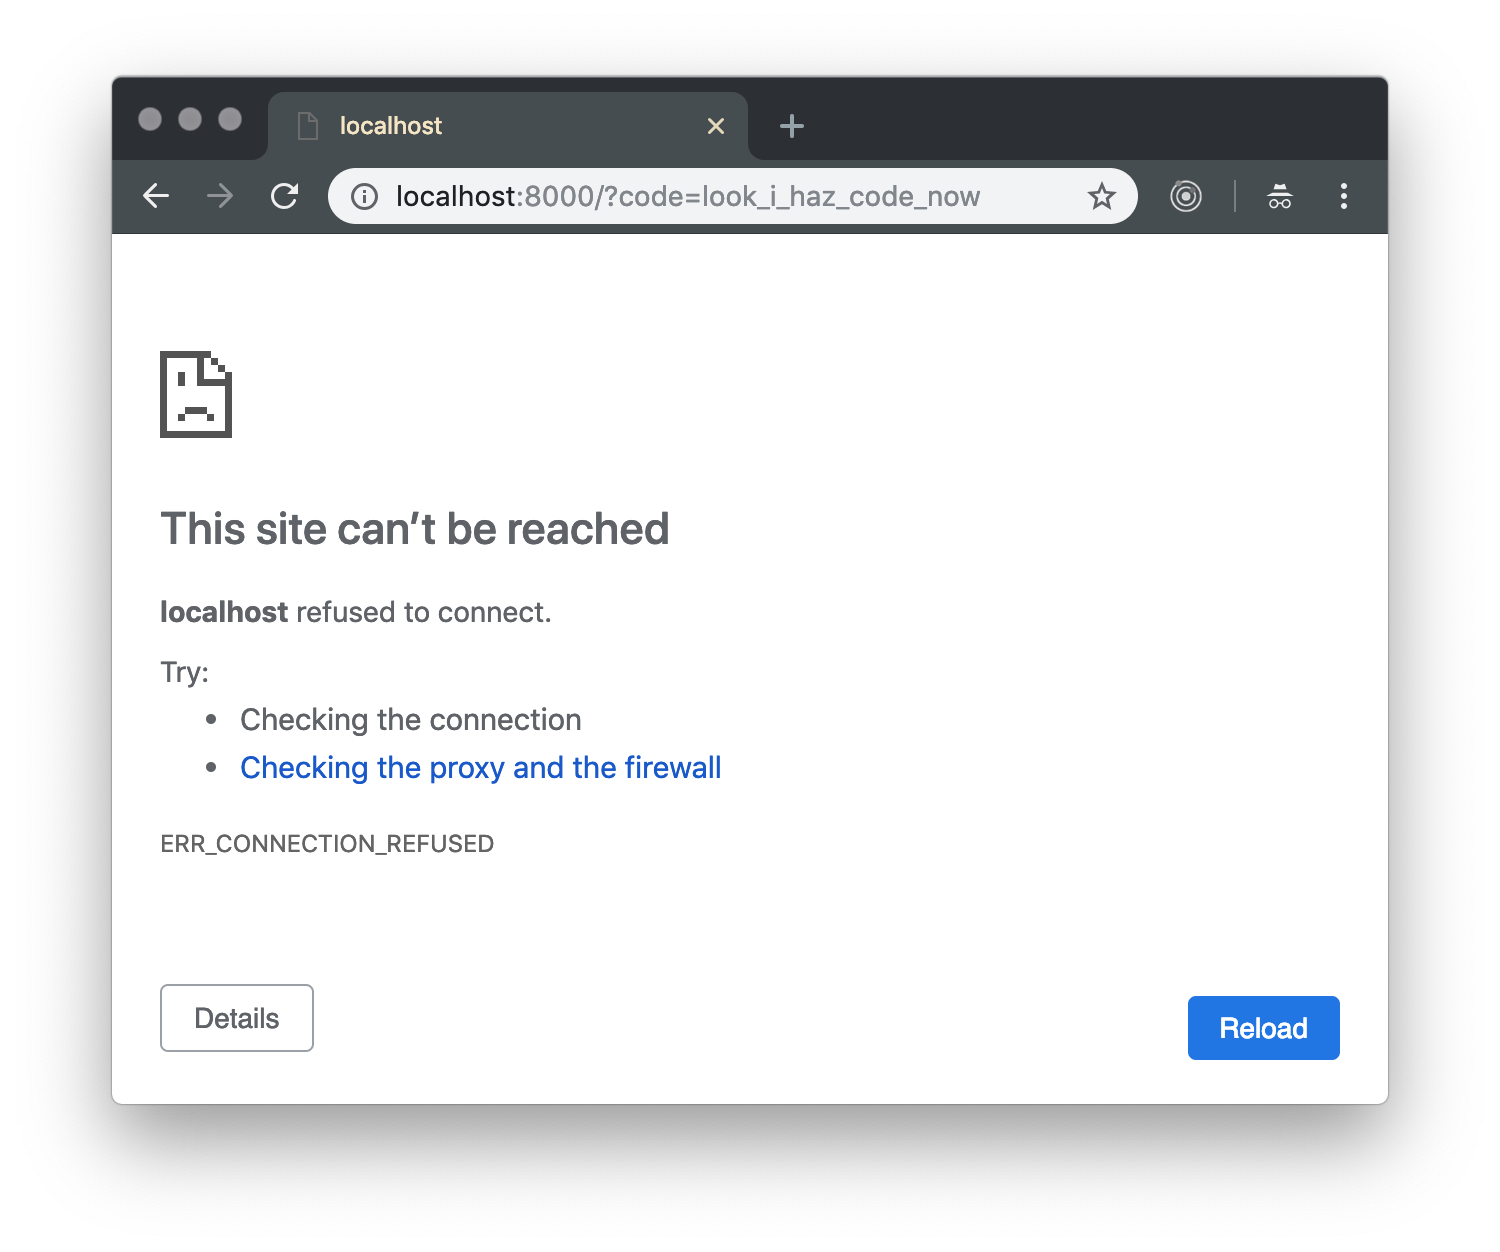 localhost
localhost:8000/?code=look_i_haz_code_now
This site can’t be reached
localhost refused to connect.
Try:
Checking the connection
Checking the proxy and the firewall
ERR_CONNECTION_REFUSED
Details
Reload